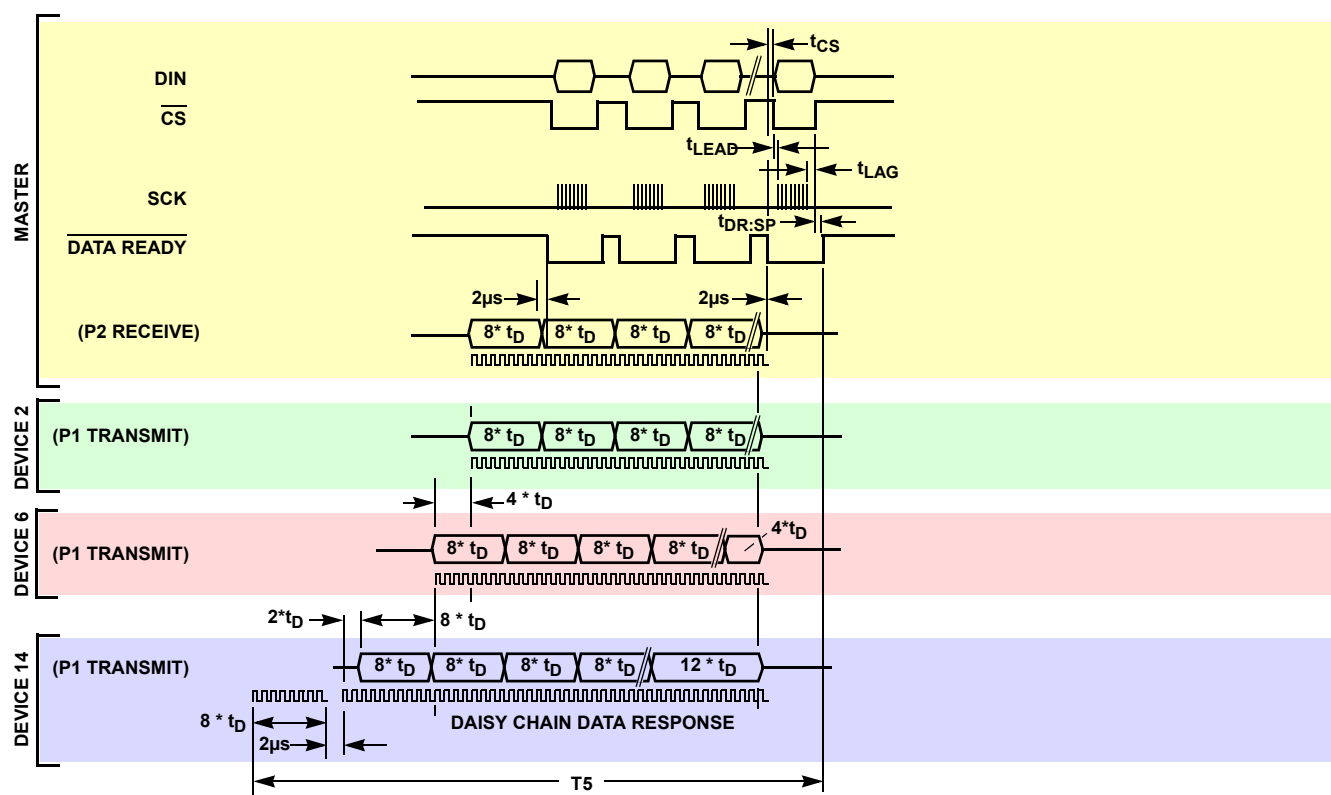 MASTER
DIN
CS
SCK
DATA READY
(P2 RECEIVE)
tCS
tLEAD
tLAG
tDR:SP
2µs
2µs
8* tD 8* tD 8* tD 8* tD
DEVICE 2
(P1 TRANSMIT)
8* tD 8* tD 8* tD 8* tD
4 * tD
DEVICE 6
(P1 TRANSMIT)
8* tD 8* tD 8* tD 8* tD
4*tD
2*tD
8 * tD
DEVICE 14
(P1 TRANSMIT)
8* tD 8* tD 8* tD 8* tD 12 * tD
8 * tD
DAISY CHAIN DATA RESPONSE
2µs
T5